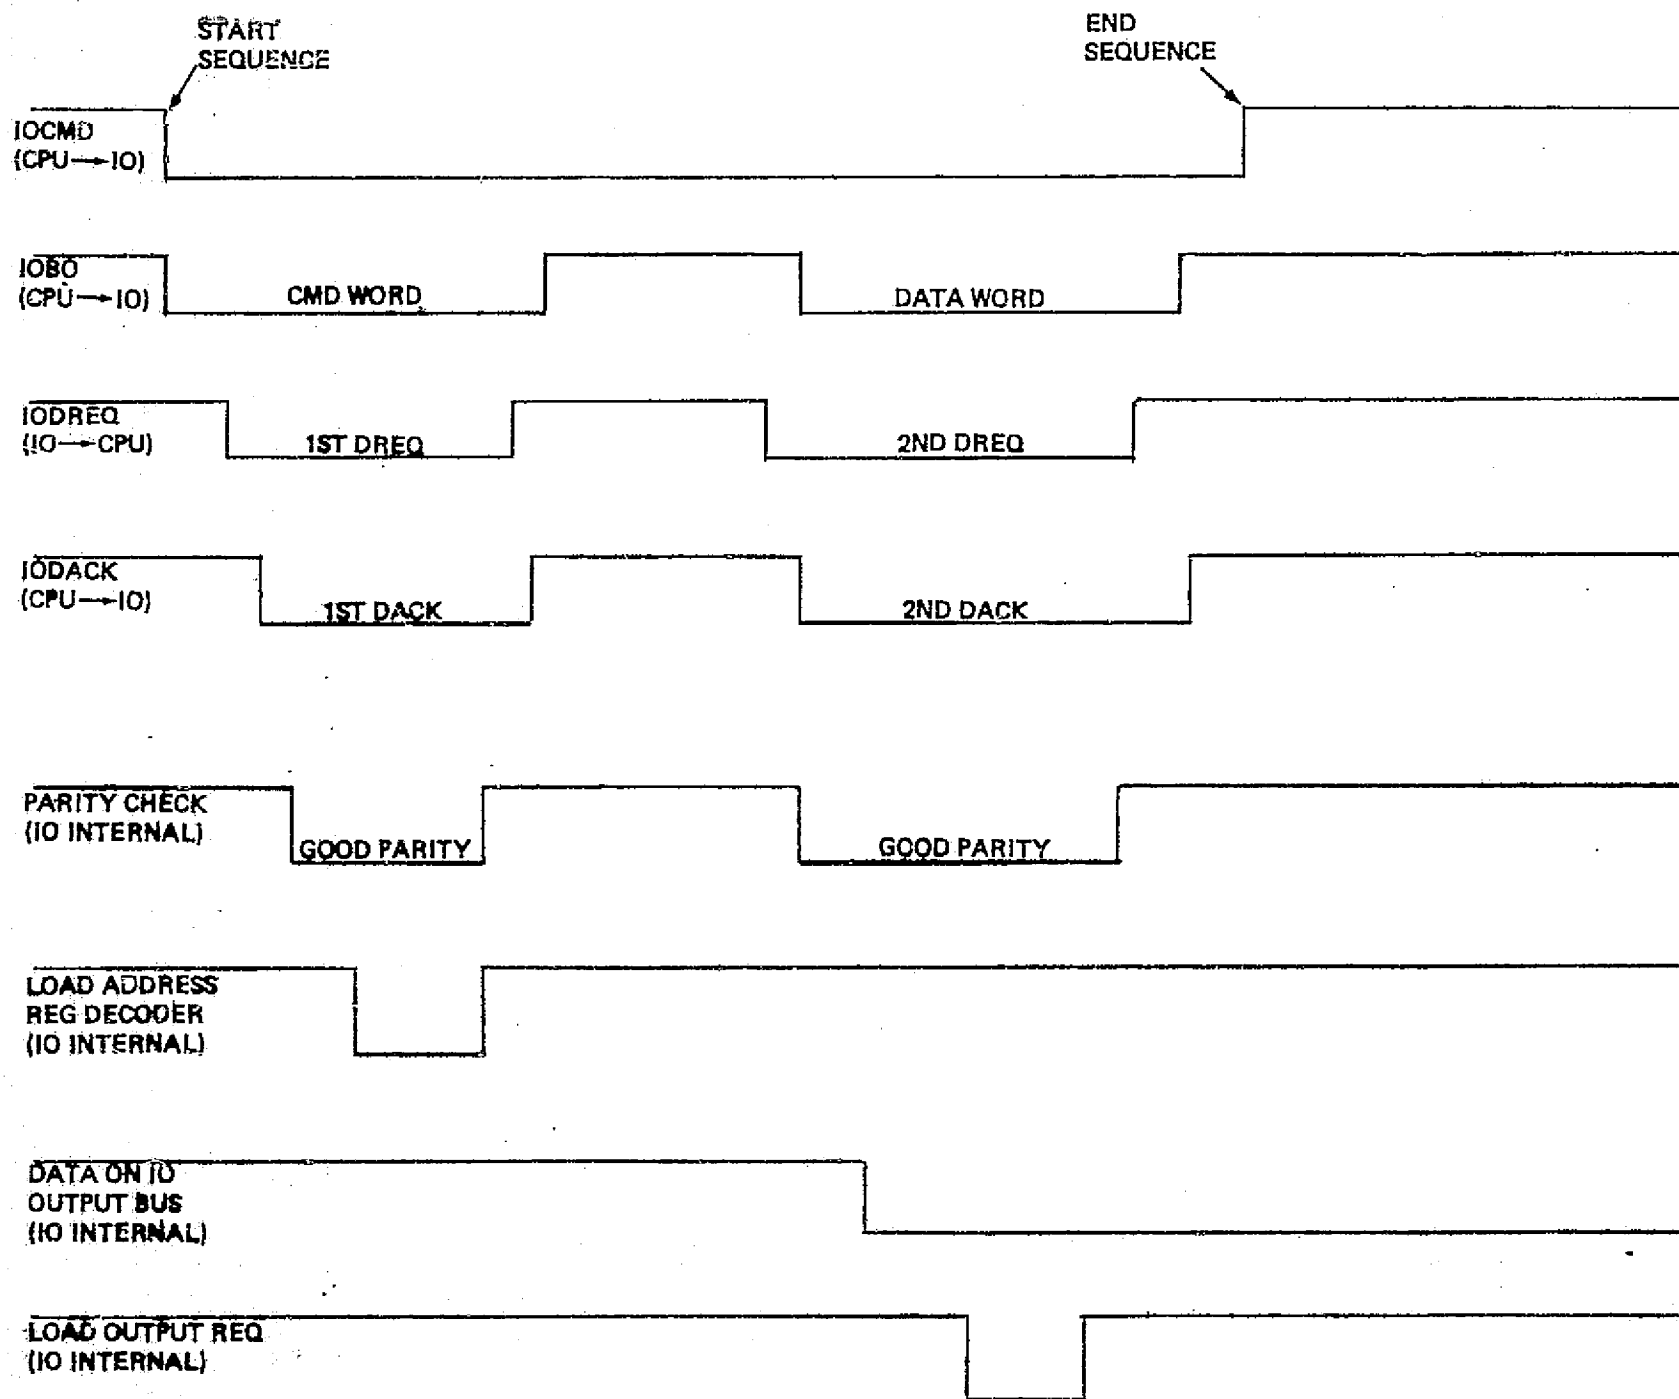 START
SEQUENCE
END
SEQUENCE
IOCMD
(CPU→IO)
IOBO
(CPU→IO)
CMD WORD
DATA WORD
IODREQ
(IO→CPU)
1ST DREQ
2ND DREQ
IODACK
(CPU→IO)
1ST DACK
2ND DACK
PARITY CHECK
(IO INTERNAL)
GOOD PARITY
GOOD PARITY
LOAD ADDRESS
REG DECODER
(IO INTERNAL)
DATA ON IO
OUTPUT BUS
(IO INTERNAL)
LOAD OUTPUT REQ
(IO INTERNAL)